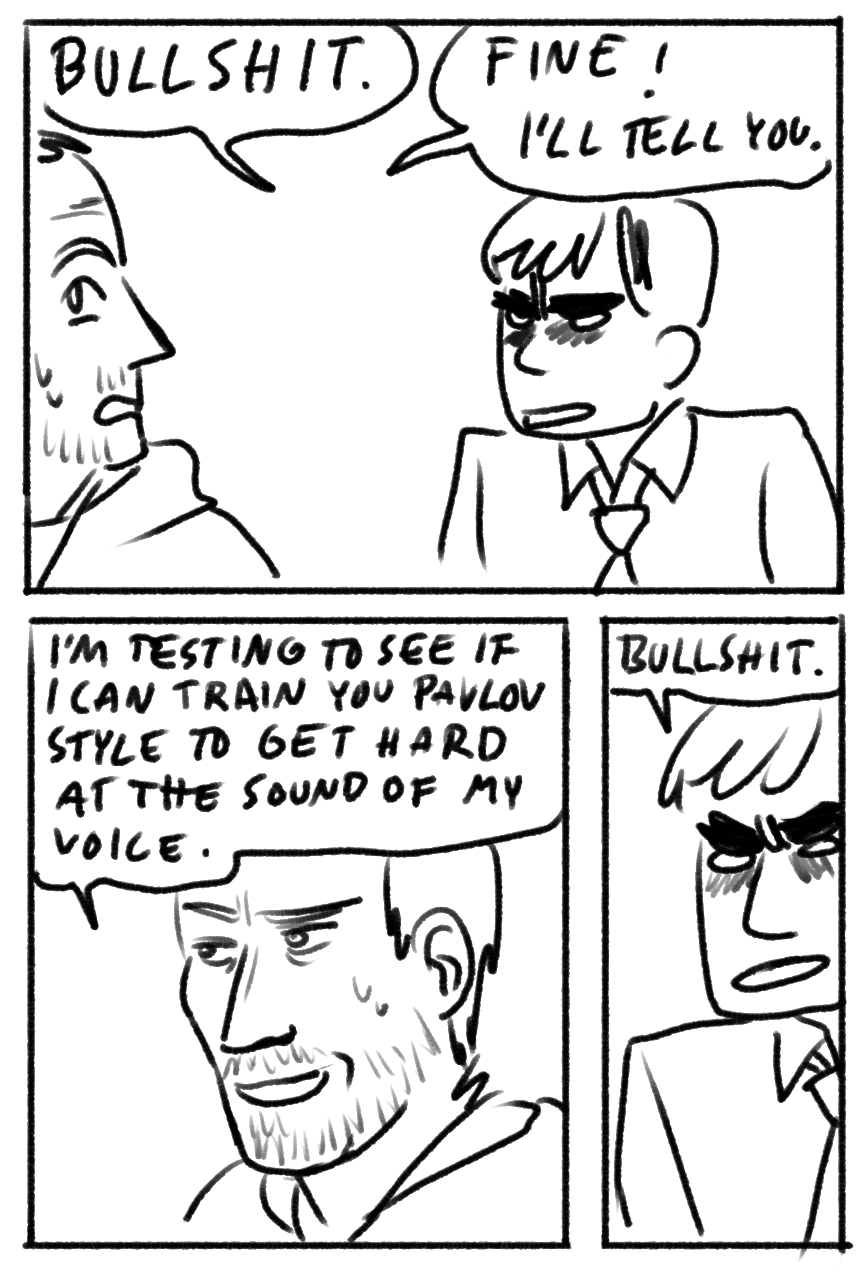 BULLSHIT.
FINE!
I'LL TELL YOU.
I'M TESTING TO SEE IF
I CAN TRAIN YOU PAVLOV
STYLE TO GET HARD
AT THE SOUND OF MY
VOICE.
BULLSHIT.